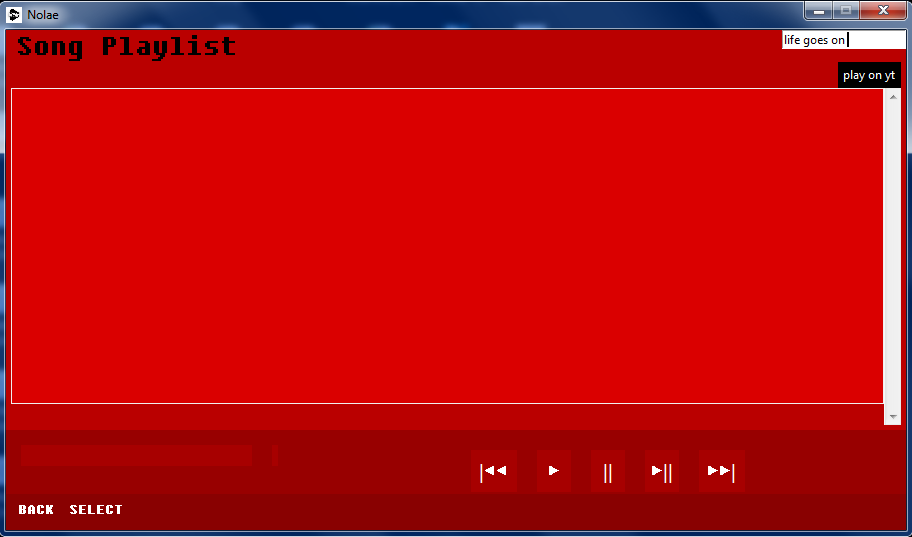 Nolae
Song Playlist
life goes on
play on yt
BACK SELECT